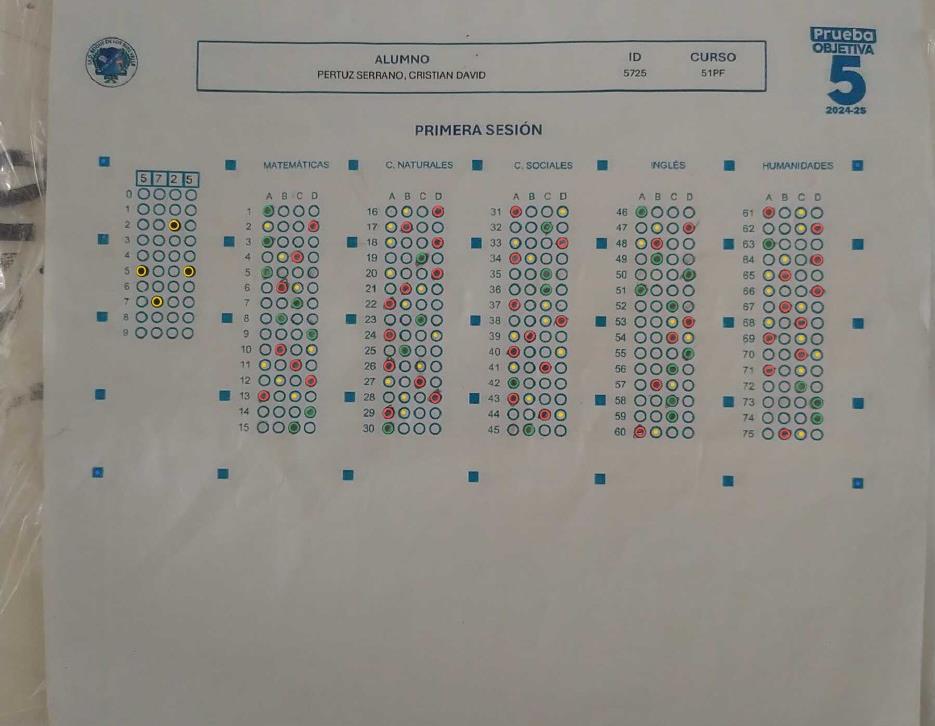 Prueba
OBJETIVA
5
2024-25
ALUMNO ID CURSO
PERTUZ SERRANO, CRISTIAN DAVID 5725 51PF
PRIMERA SESIÓN
MATEMÁTICAS C. NATURALES C. SOCIALES INGLÉS HUMANIDADES
5 7 2 5
0
1
2
3
4
5
6
7
8
9
A B C D A B C D A B C D A B C D A B C D
1 16 31 46 61
2 17 32 47 62
3 18 33 48 63
4 19 34 49 64
5 20 35 50 65
6 21 36 51 66
7 22 37 52 67
8 23 38 53 68
9 24 39 54 69
10 25 40 55 70
11 26 41 56 71
12 27 42 57 72
13 28 43 58 73
14 29 44 59 74
15 30 45 60 75